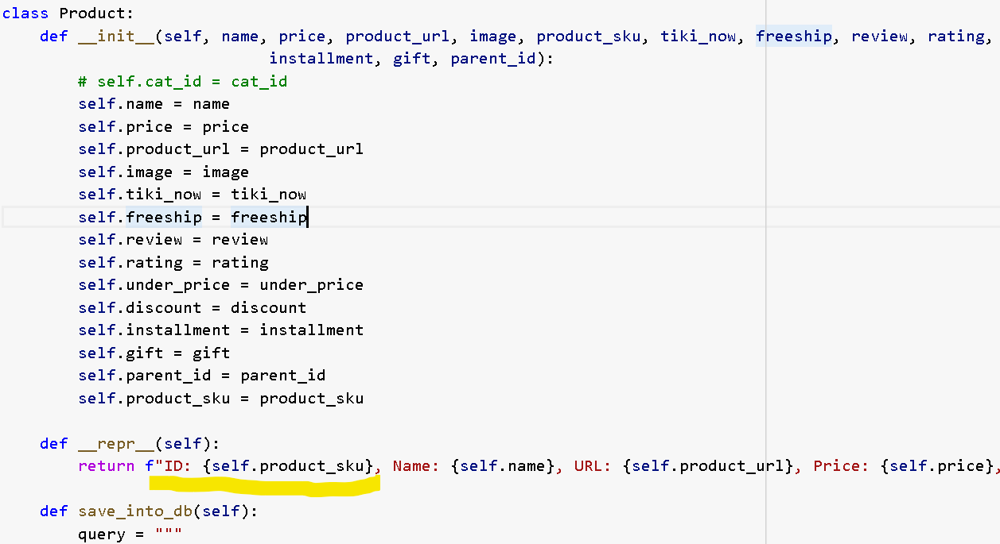 class Product:
    def __init__(self, name, price, product_url, image, product_sku, tiki_now, freeship, review, rating,
                            installment, gift, parent_id):
        # self.cat_id = cat_id
        self.name = name
        self.price = price
        self.product_url = product_url
        self.image = image
        self.tiki_now = tiki_now
        self.freeship = freeship
        self.review = review
        self.rating = rating
        self.under_price = under_price
        self.discount = discount
        self.installment = installment
        self.gift = gift
        self.parent_id = parent_id
        self.product_sku = product_sku
    def __repr__(self):
        return f"ID: {self.product_sku}, Name: {self.name}, URL: {self.product_url}, Price: {self.price},
    def save_into_db(self):
        query = """